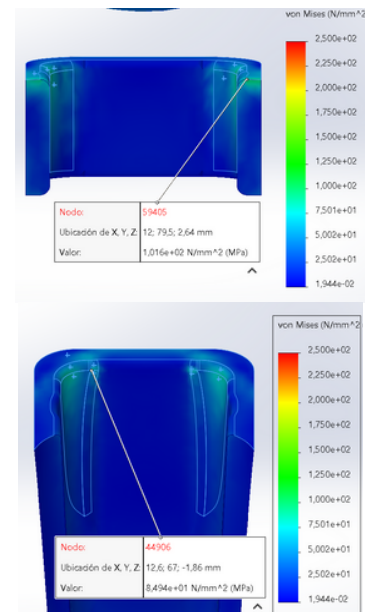 von Mises (N/mm^2
2,500e+02
2,250e+02
2,000e+02
1,750e+02
1,500e+02
1,250e+02
1,000e+02
7,501e+01
5,002e+01
2,502e+01
1,944e-02
Nodo: 59405
Ubicación de X, Y, Z: 12; 79,5; 2,64 mm
Valor: 1,016e+02 N/mm^2 (MPa)
von Mises (N/mm^2
2,500e+02
2,250e+02
2,000e+02
1,750e+02
1,500e+02
1,250e+02
1,000e+02
7,501e+01
5,002e+01
2,502e+01
1,944e-02
Nodo: 44906
Ubicación de X, Y, Z: 12,6; 67; -1,86 mm
Valor: 8,494e+01 N/mm^2 (MPa)